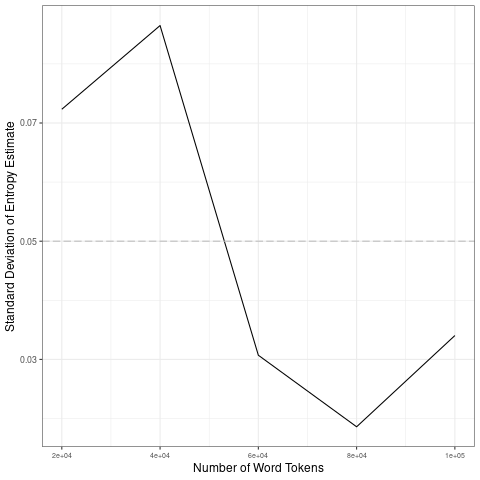 Standard Deviation of Entropy Estimate
0.07
0.05
0.03
2e+04 4e+04 6e+04 8e+04 1e+05
Number of Word Tokens